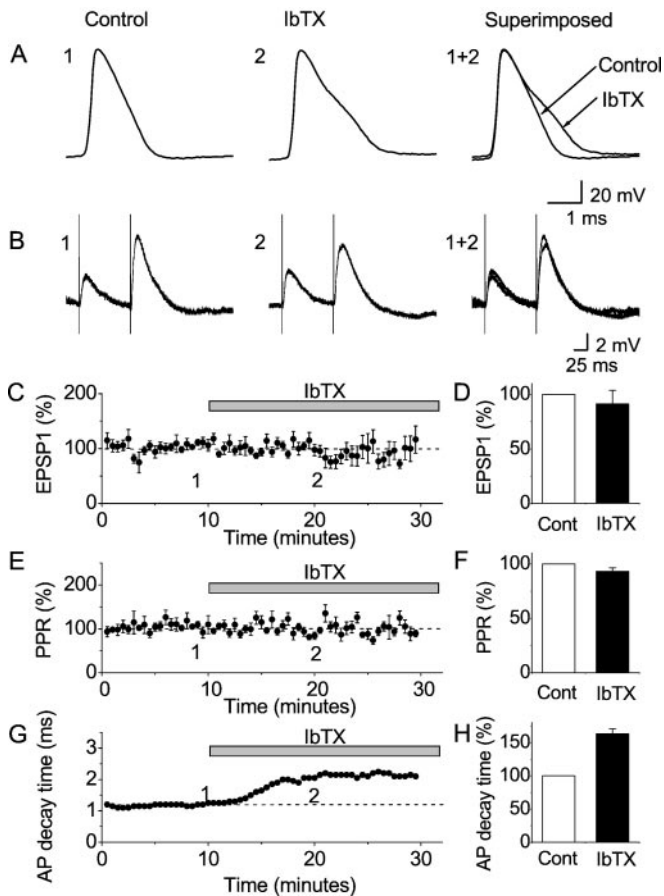 Control IbTX Superimposed
A 1 2 1+2 Control
IbTX
20 mV
1 ms
B 1 2 1+2
2 mV
25 ms
C 200 IbTX D 100
EPSP1 (%) 100 EPSP1 (%) 50
1 2
0 0
0 10 20 30 Cont IbTX
Time (minutes)
E 200 IbTX F 100
PPR (%) 100 PPR (%) 50
1 2
0 0
0 10 20 30 Cont IbTX
Time (minutes)
G IbTX H
AP decay time (ms) 3 AP decay time (%) 150
2 100
1 1 2 50
0 0
0 10 20 30 Cont IbTX
Time (minutes)